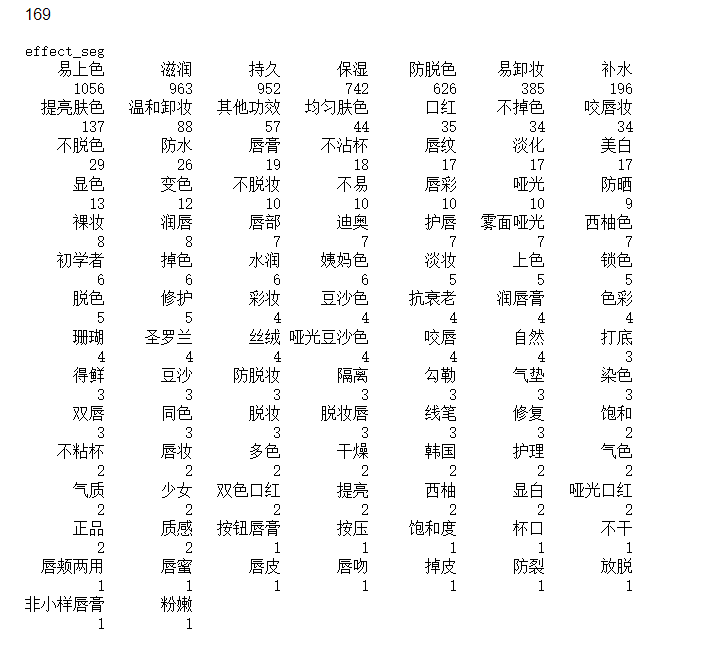 169
effect_seg
易上色 滋润 持久 保湿 防脱色 易卸妆 补水
1056 963 952 742 626 385 196
提亮肤色 温和卸妆 其他功效 均匀肤色 口红 不掉色 咬唇妆
137 88 57 44 35 34 34
不脱色 防水 唇膏 不沾杯 唇纹 淡化 美白
29 26 19 18 17 17 17
显色 变色 不脱妆 不易 唇彩 哑光 防晒
13 12 10 10 10 10 9
裸妆 润唇 唇部 迪奥 护唇 雾面哑光 西柚色
8 8 7 7 7 7 7
初学者 掉色 水润 姨妈色 淡妆 上色 锁色
6 6 6 6 5 5 5
脱色 修护 彩妆 豆沙色 抗衰老 润唇膏 色彩
5 5 4 4 4 4 4
珊瑚 圣罗兰 丝绒 哑光豆沙色 咬唇 自然 打底
4 4 4 4 4 4 3
得鲜 豆沙 防脱妆 隔离 勾勒 气垫 染色
3 3 3 3 3 3 3
双唇 同色 脱妆 脱妆唇 线笔 修复 饱和
3 3 3 3 3 3 2
不粘杯 唇妆 多色 干燥 韩国 护理 气色
2 2 2 2 2 2 2
气质 少女 双色口红 提亮 西柚 显白 哑光口红
2 2 2 2 2 2 2
正品 质感 按钮唇膏 按压 饱和度 杯口 不干
2 2 1 1 1 1 1
唇颊两用 唇蜜 唇皮 唇吻 掉皮 防裂 放脱
1 1 1 1 1 1 1
非小样唇膏 粉嫩
1 1